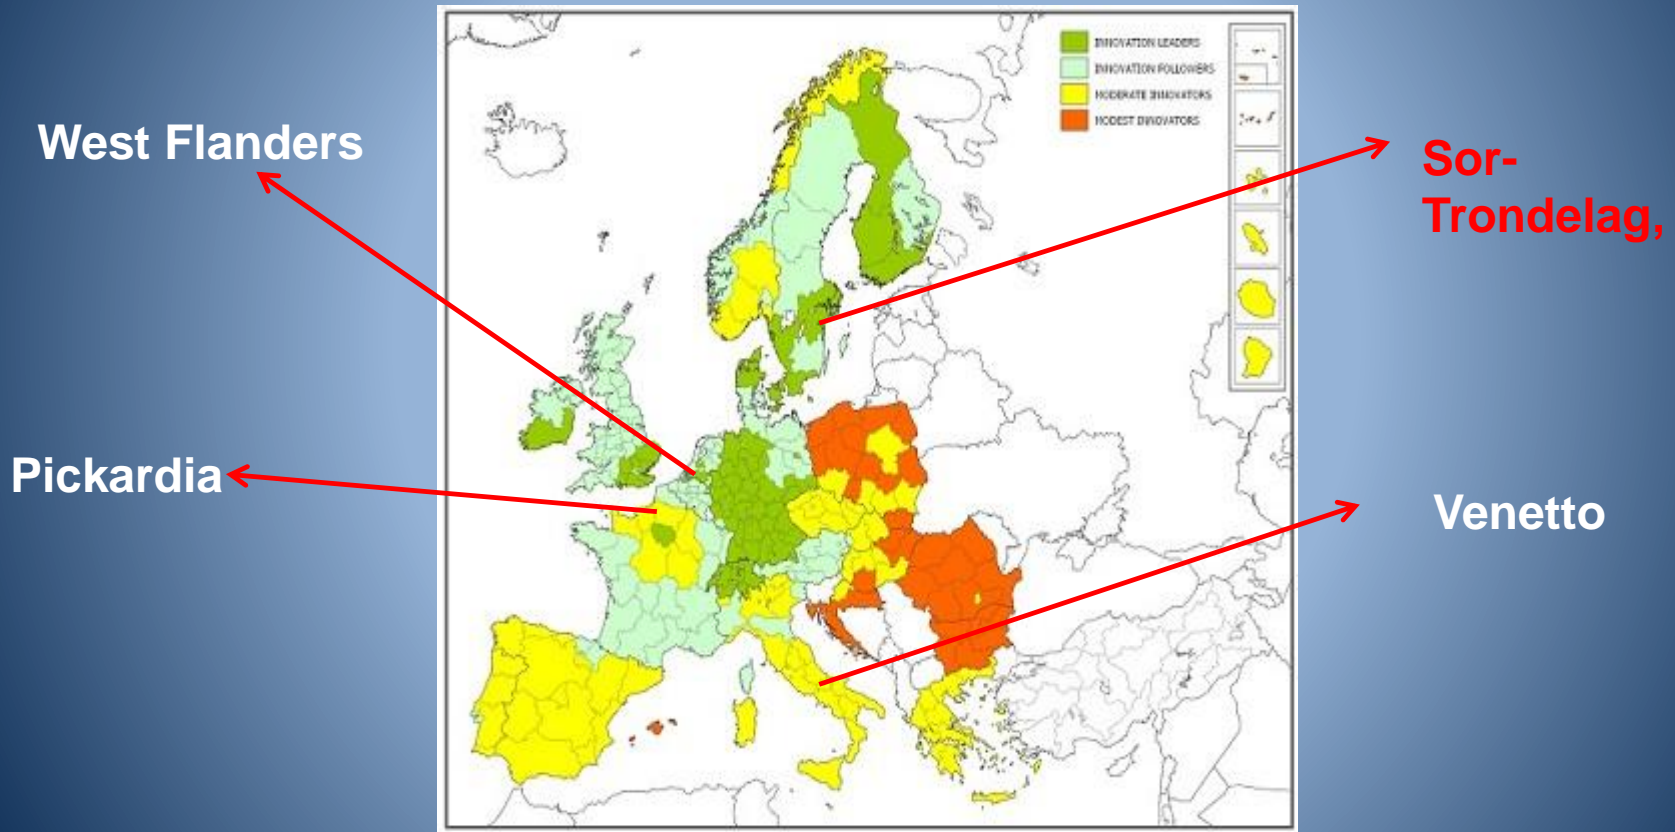 INNOVATION LEADERS
INNOVATION FOLLOWERS
MODERATE INNOVATORS
MODEST INNOVATORS
West Flanders
Sor-
Trondelag,
Pickardia
Venetto